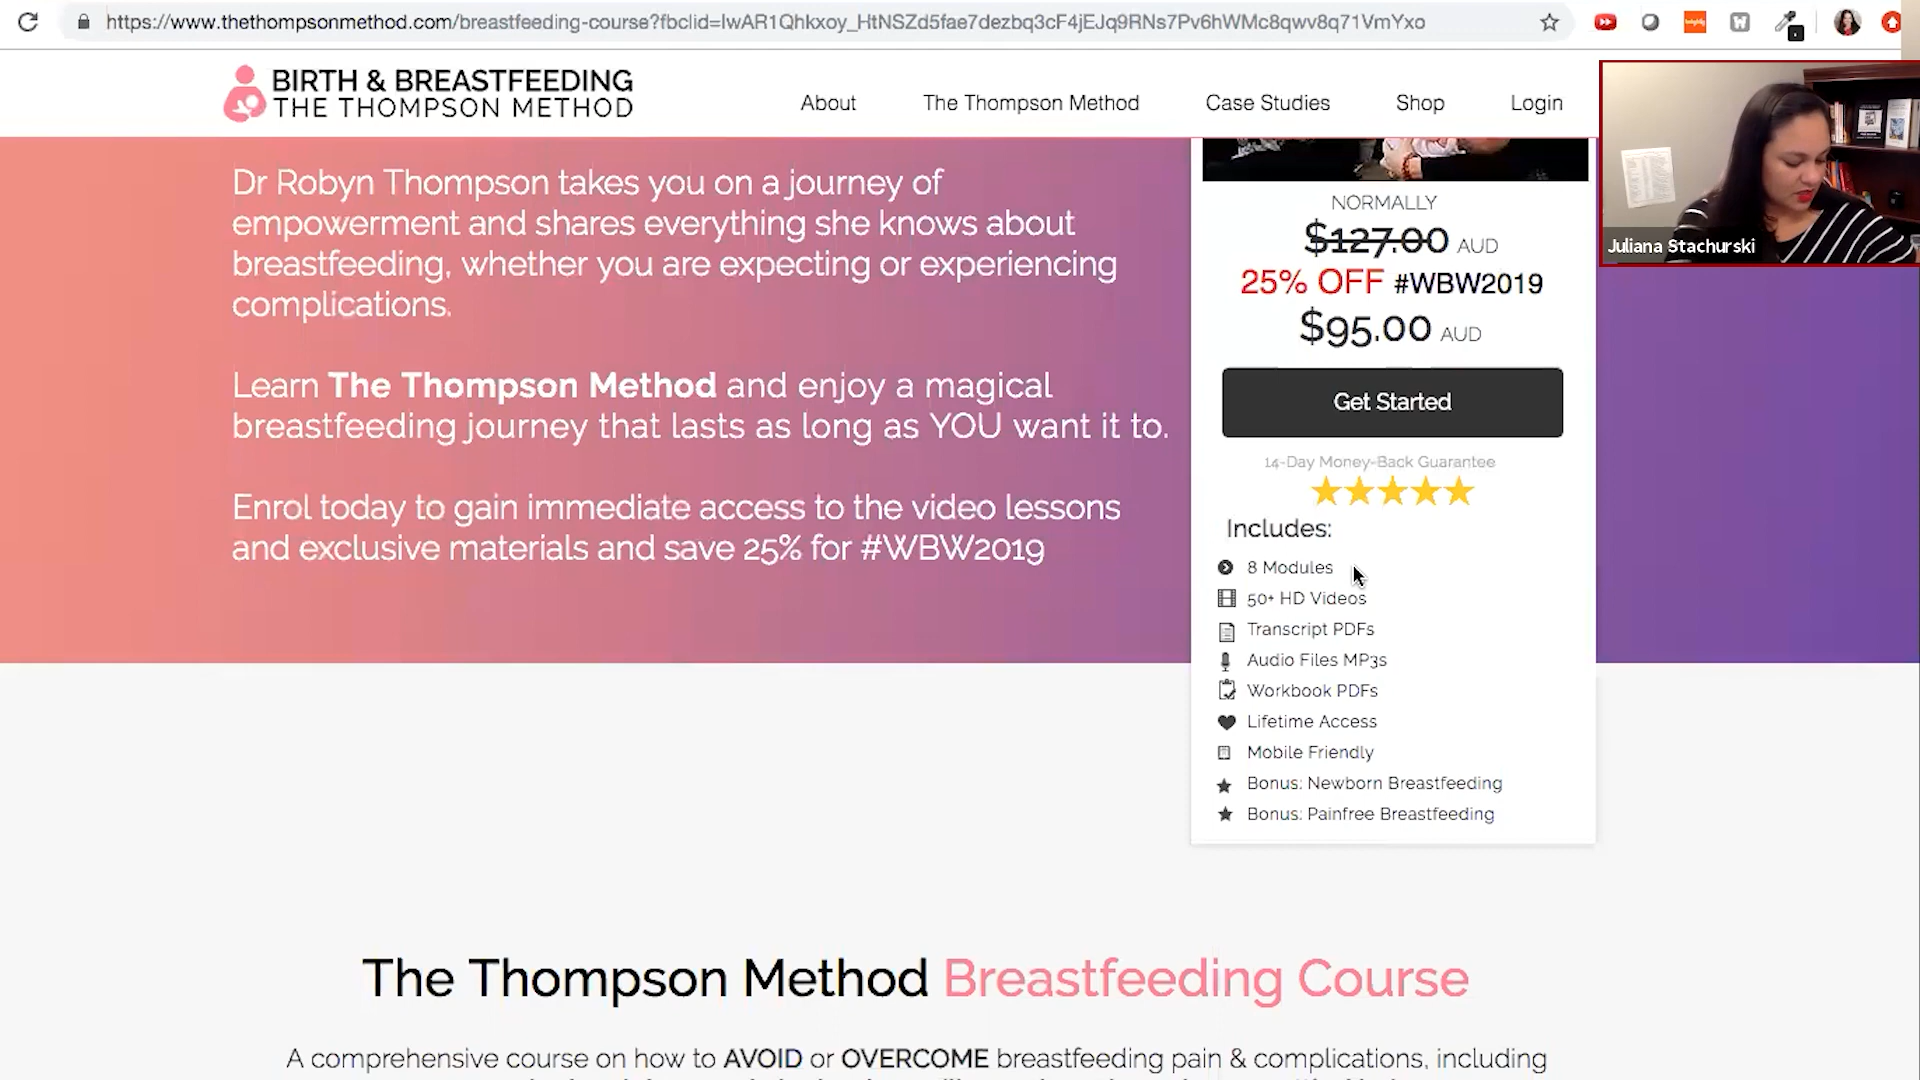 https://www.thethompsonmethod.com/breastfeeding-course?fbclid=IwAR1Qhkxoy_HtNSZd5fae7dezbq3cF4jEJq9RNs7Pv6hWMc8qwv8q71VmYxo
BIRTH & BREASTFEEDING
THE THOMPSON METHOD
About
The Thompson Method
Case Studies
Shop
Login
Juliana Stachurski
Dr Robyn Thompson takes you on a journey of
empowerment and shares everything she knows about
breastfeeding, whether you are expecting or experiencing
complications.
Learn The Thompson Method and enjoy a magical
breastfeeding journey that lasts as long as YOU want it to.
Enrol today to gain immediate access to the video lessons
and exclusive materials and save 25% for #WBW2019
NORMALLY
$127.00 AUD
25% OFF #WBW2019
$95.00 AUD
Get Started
14-Day Money-Back Guarantee
Includes:
8 Modules
50+ HD Videos
Transcript PDFs
Audio Files MP3s
Workbook PDFs
Lifetime Access
Mobile Friendly
Bonus: Newborn Breastfeeding
Bonus: Painfree Breastfeeding
The Thompson Method Breastfeeding Course
A comprehensive course on how to AVOID or OVERCOME breastfeeding pain & complications, including